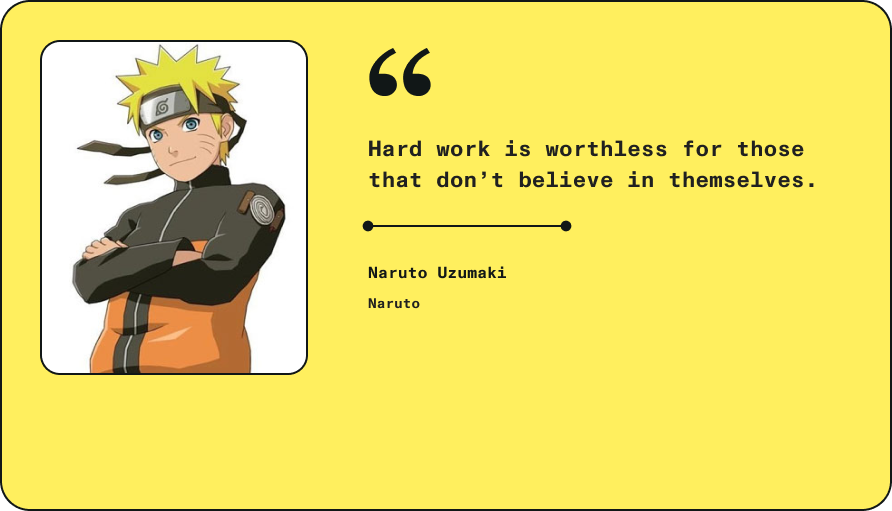 “
Hard work is worthless for those
that don’t believe in themselves.
Naruto Uzumaki
Naruto